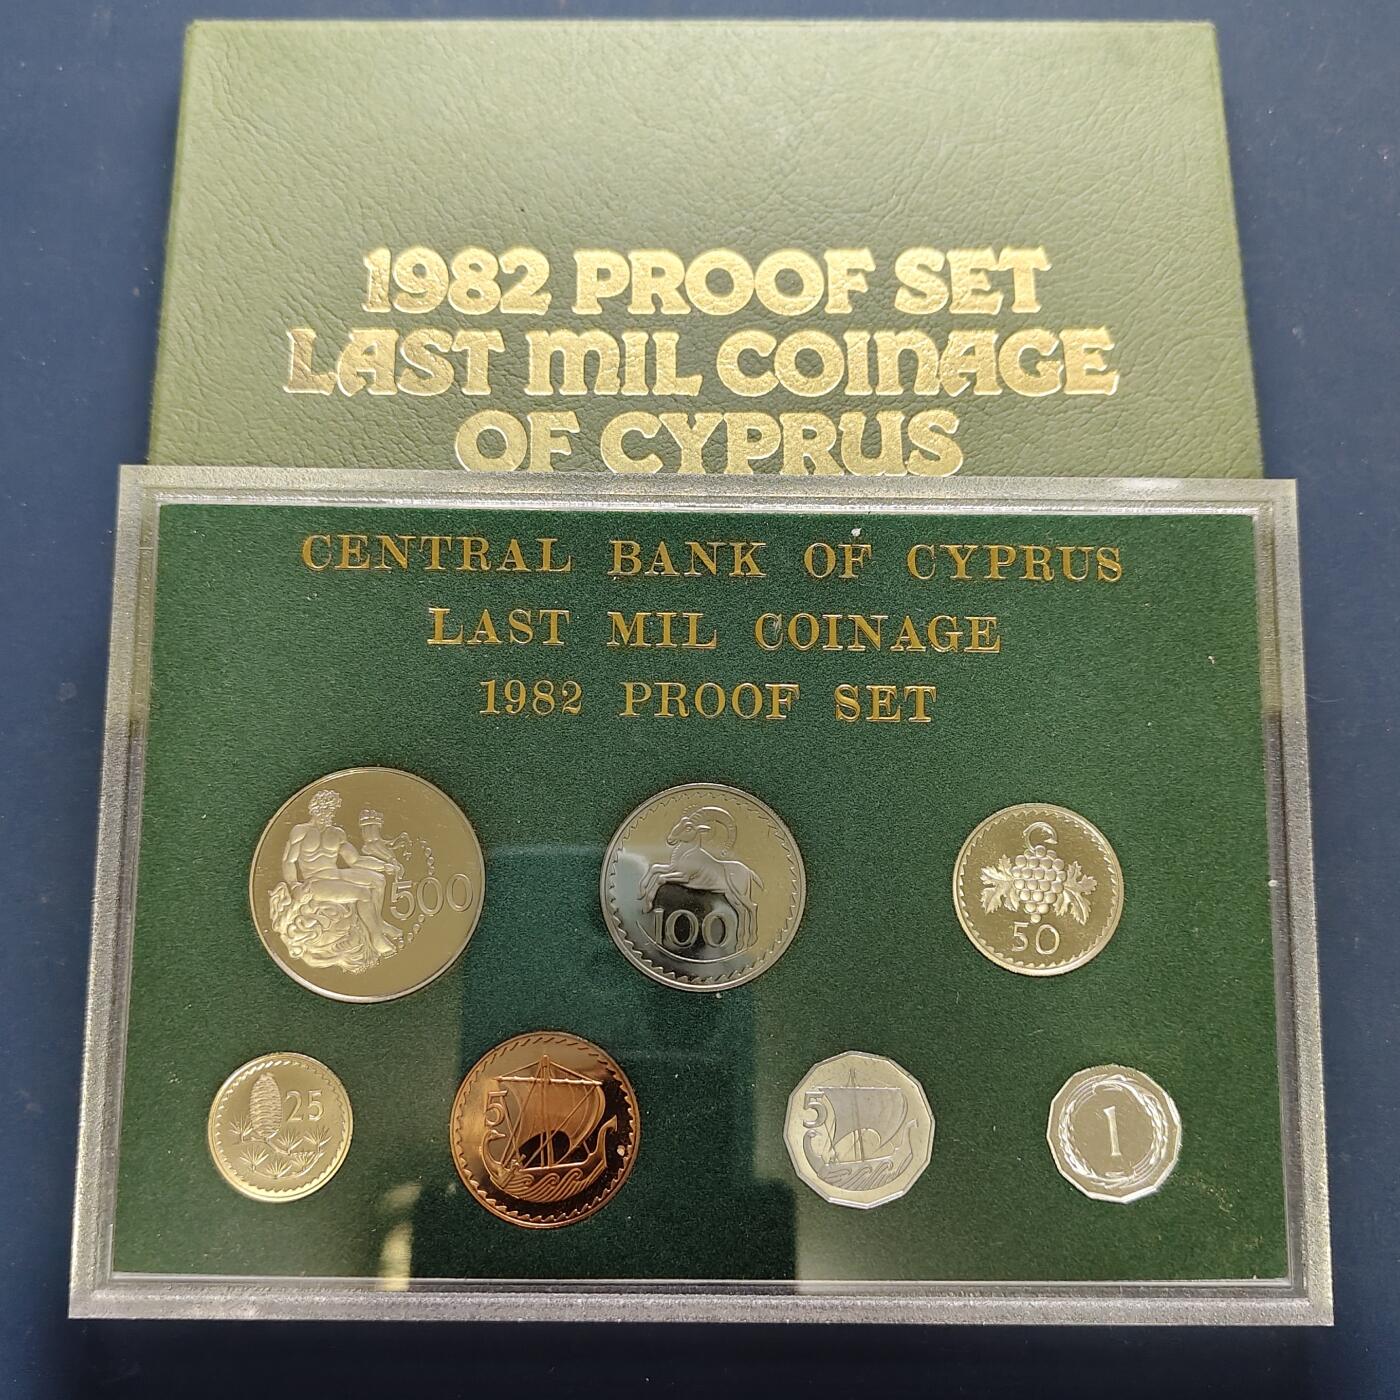 1982 PROOF SET
LAST MIL COINAGE
OF CYPRUS
CENTRAL BANK OF CYPRUS
LAST MIL COINAGE
1982 PROOF SET
500
100
50
25
5
5
1